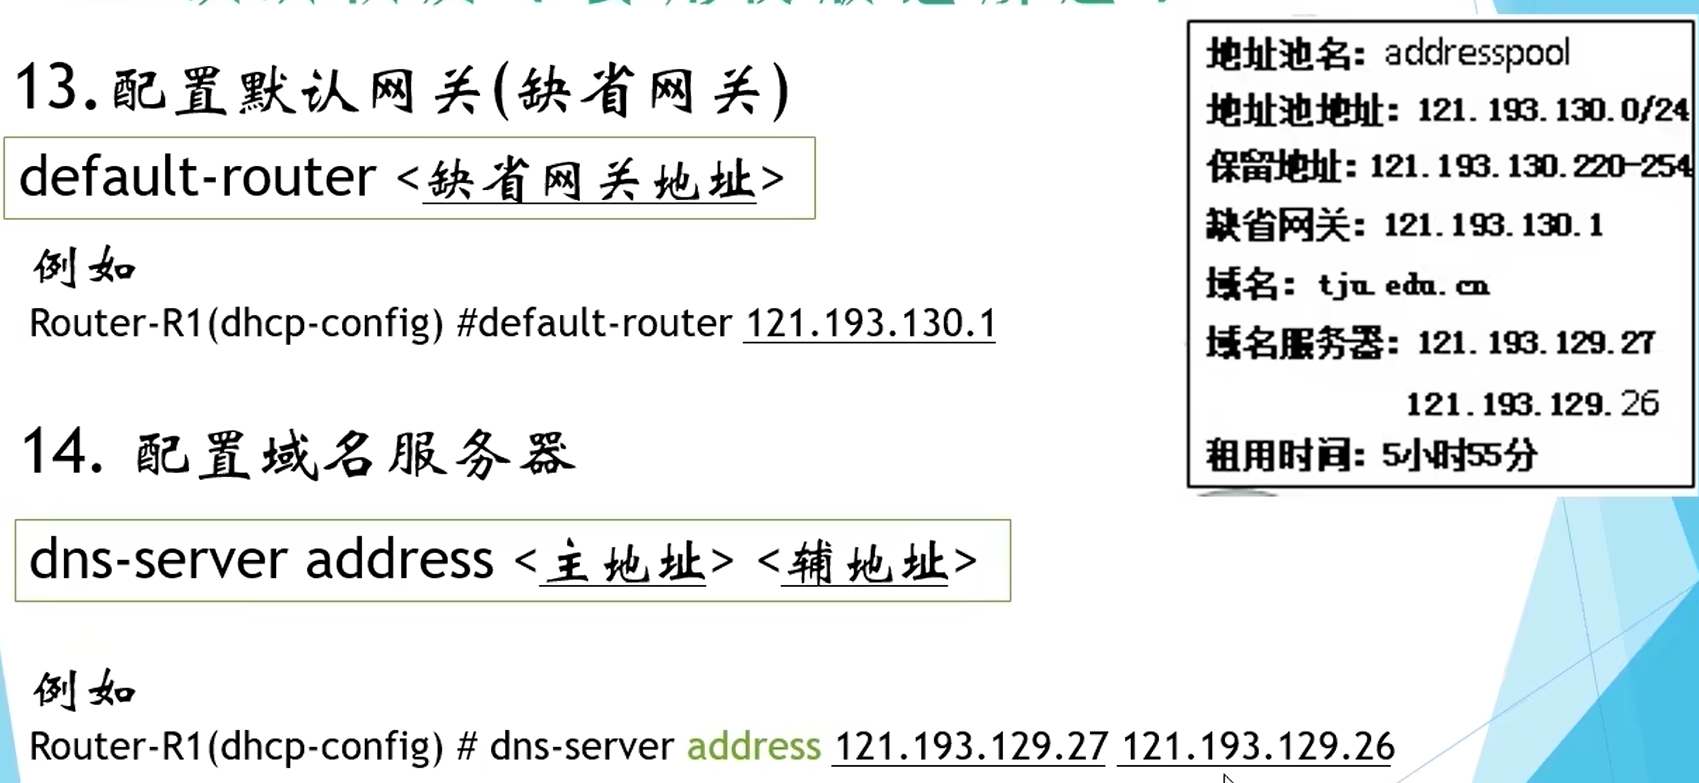 13.配置默认网关(缺省网关)
default-router <缺省网关地址>
例如
Router-R1(dhcp-config) #default-router 121.193.130.1
14. 配置域名服务器
dns-server address <主地址> <辅地址>
例如
Router-R1(dhcp-config) # dns-server address 121.193.129.27 121.193.129.26
地址池名：addresspool
地址池地址：121.193.130.0/24
保留地址：121.193.130.220-254
缺省网关：121.193.130.1
域名：tju.edu.cn
域名服务器：121.193.129.27
121.193.129.26
租用时间：5小时55分